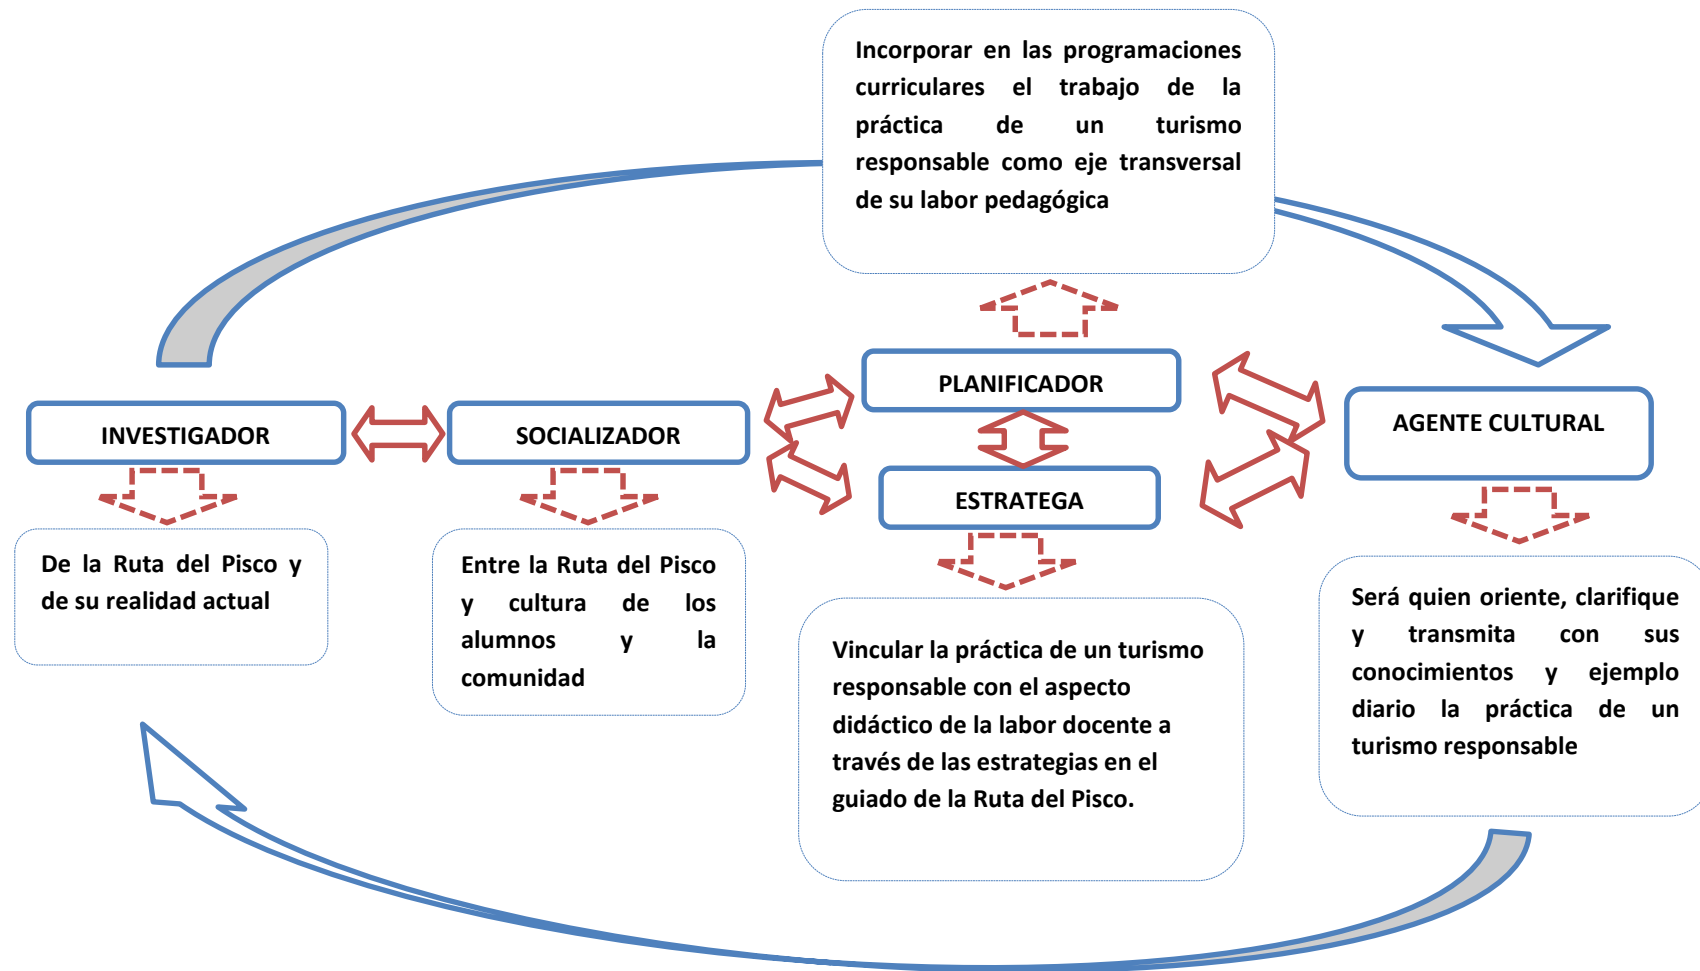 Incorporar en las programaciones
curriculares el trabajo de la
práctica de un turismo
responsable como eje transversal
de su labor pedagógica
PLANIFICADOR
INVESTIGADOR
SOCIALIZADOR
AGENTE CULTURAL
ESTRATEGA
De la Ruta del Pisco y
de su realidad actual
Entre la Ruta del Pisco
y cultura de los
alumnos y la
comunidad
Vincular la práctica de un turismo
responsable con el aspecto
didáctico de la labor docente a
través de las estrategias en el
guiado de la Ruta del Pisco.
Será quien oriente, clarifique
y transmita con sus
conocimientos y ejemplo
diario la práctica de un
turismo responsable